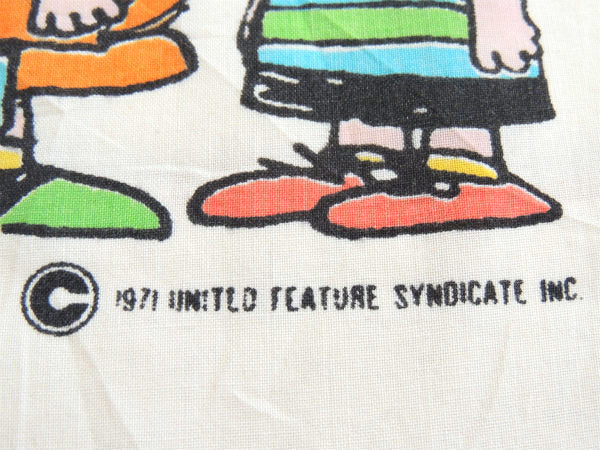 © 1971 UNITED FEATURE SYNDICATE INC.